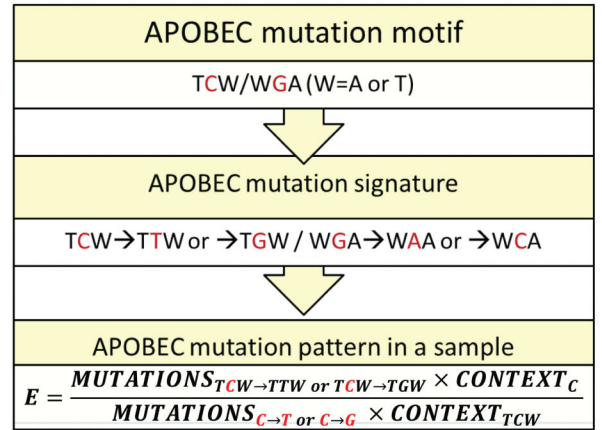 APOBEC mutation motif
TCW/WGA (W=A or T)
APOBEC mutation signature
TCW→TTW or →TGW / WGA→WAA or →WCA
APOBEC mutation pattern in a sample
E = MUTATIONS_TCW→TTW or TCW→TGW × CONTEXT_C
MUTATIONS_C→T or C→G × CONTEXT_TCW